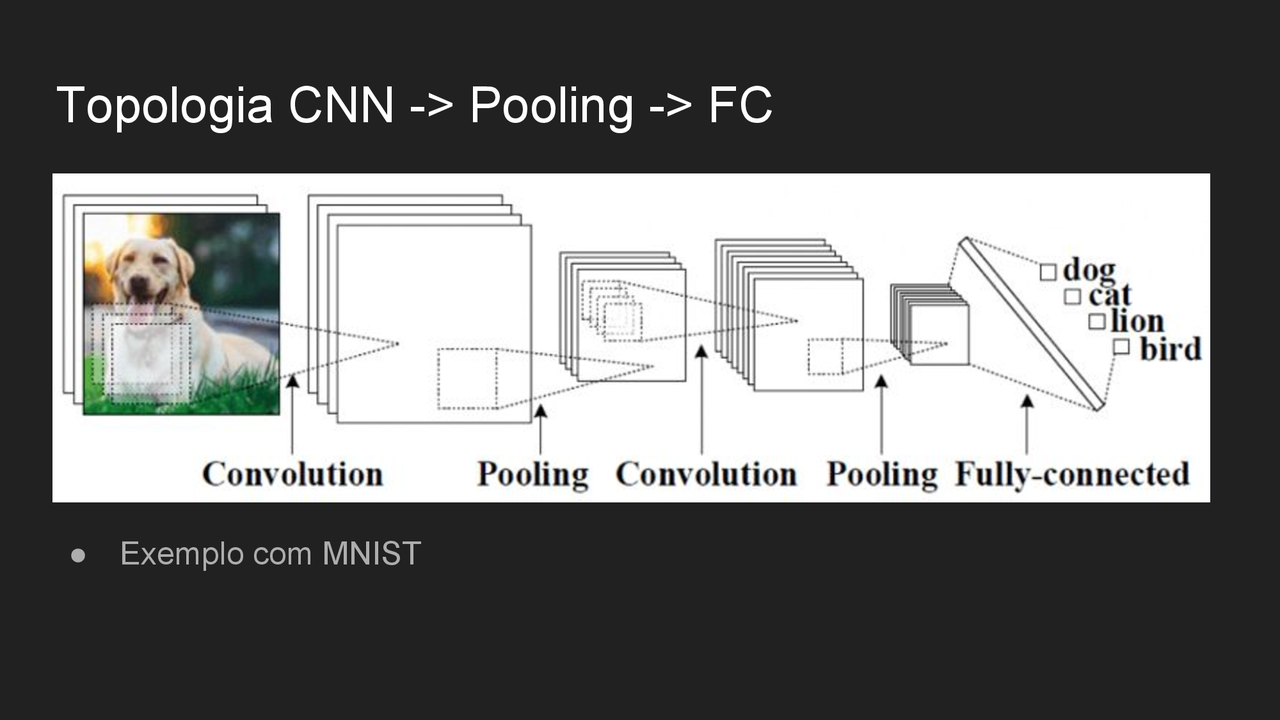 Topologia CNN -> Pooling -> FC
dog
cat
lion
bird
Convolution Pooling Convolution Pooling Fully-connected
● Exemplo com MNIST